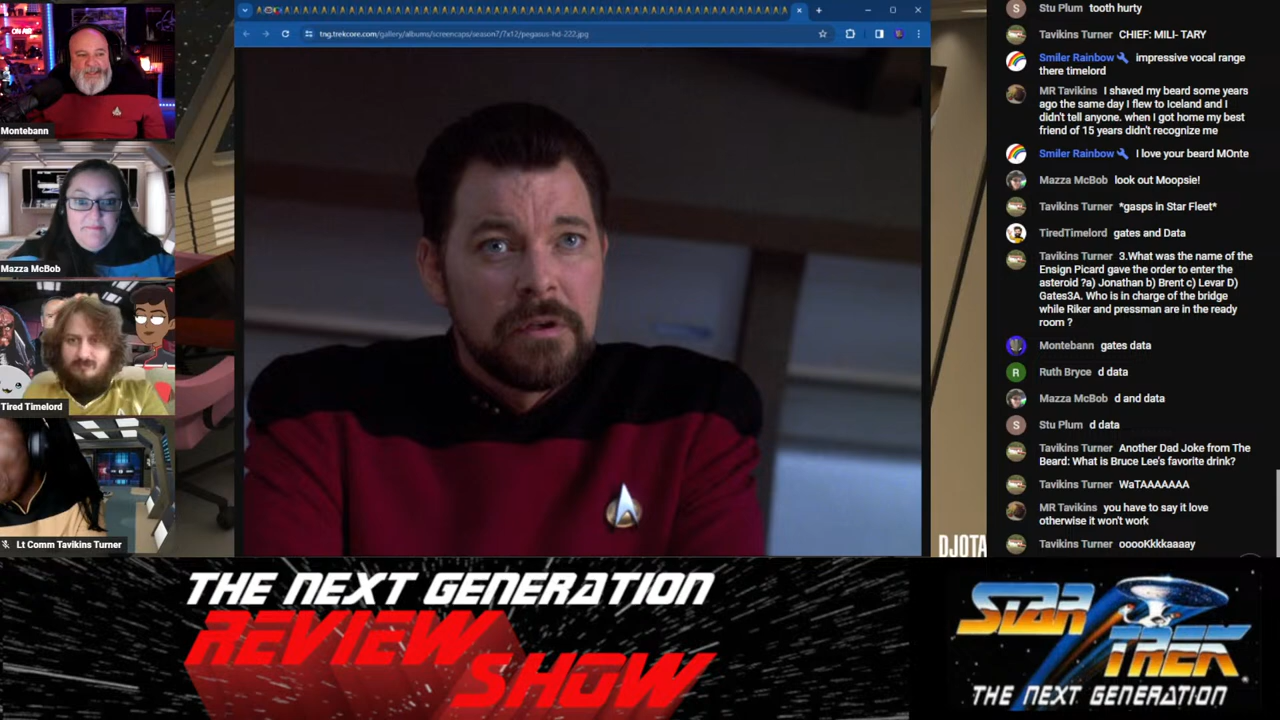 ON AIR
Montebann
Mazza McBob
Tired Timelord
Lt Comm Tavikins Turner
tng.trekcore.com/gallery/albums/screencaps/season7/7x12/pegasus-hd-222.jpg
Stu Plum tooth hurty
Tavikins Turner CHIEF: MILI- TARY
Smiler Rainbow impressive vocal range
there timelord
MR Tavikins I shaved my beard some years
ago the same day I flew to Iceland and I
didn't tell anyone. when I got home my best
friend of 15 years didn't recognize me
Smiler Rainbow I love your beard MOnte
Mazza McBob look out Moopsie!
Tavikins Turner *gasps in Star Fleet*
TiredTimelord gates and Data
Tavikins Turner 3.What was the name of the
Ensign Picard gave the order to enter the
asteroid ?a) Jonathan b) Brent c) Levar D)
Gates3A. Who is in charge of the bridge
while Riker and pressman are in the ready
room ?
Montebann gates data
R Ruth Bryce d data
Mazza McBob d and data
S Stu Plum d data
Tavikins Turner Another Dad Joke from The
Beard: What is Bruce Lee's favorite drink?
Tavikins Turner WaTAAAAAAA
MR Tavikins you have to say it love
otherwise it won't work
Tavikins Turner ooooKkkkaaaay
DJOTA
THE NEXT GENERATION
REVIEW
SHOW
STAR
TREK
THE NEXT GENERATION